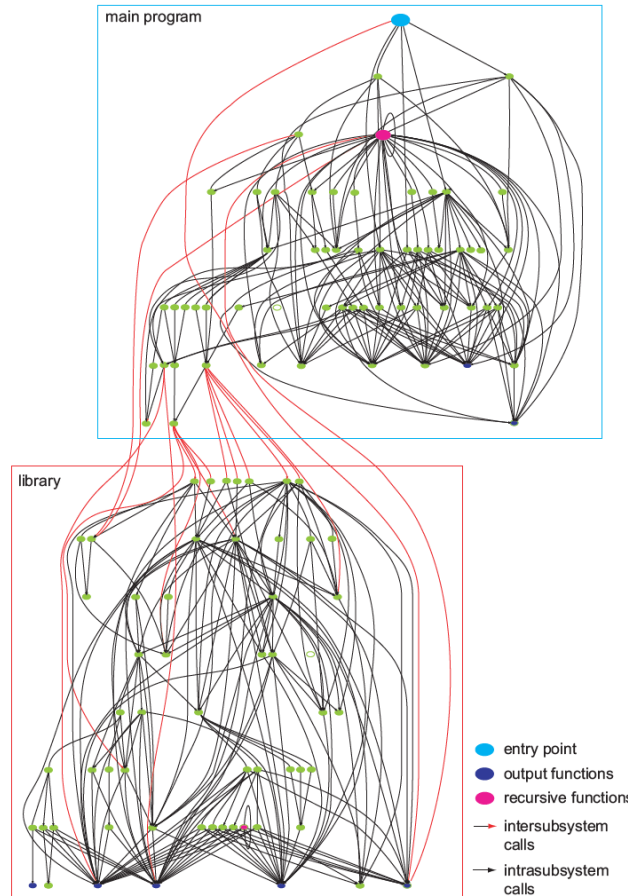 main program
library
entry point
output functions
recursive functions
intersubsystem
calls
intrasubsystem
calls